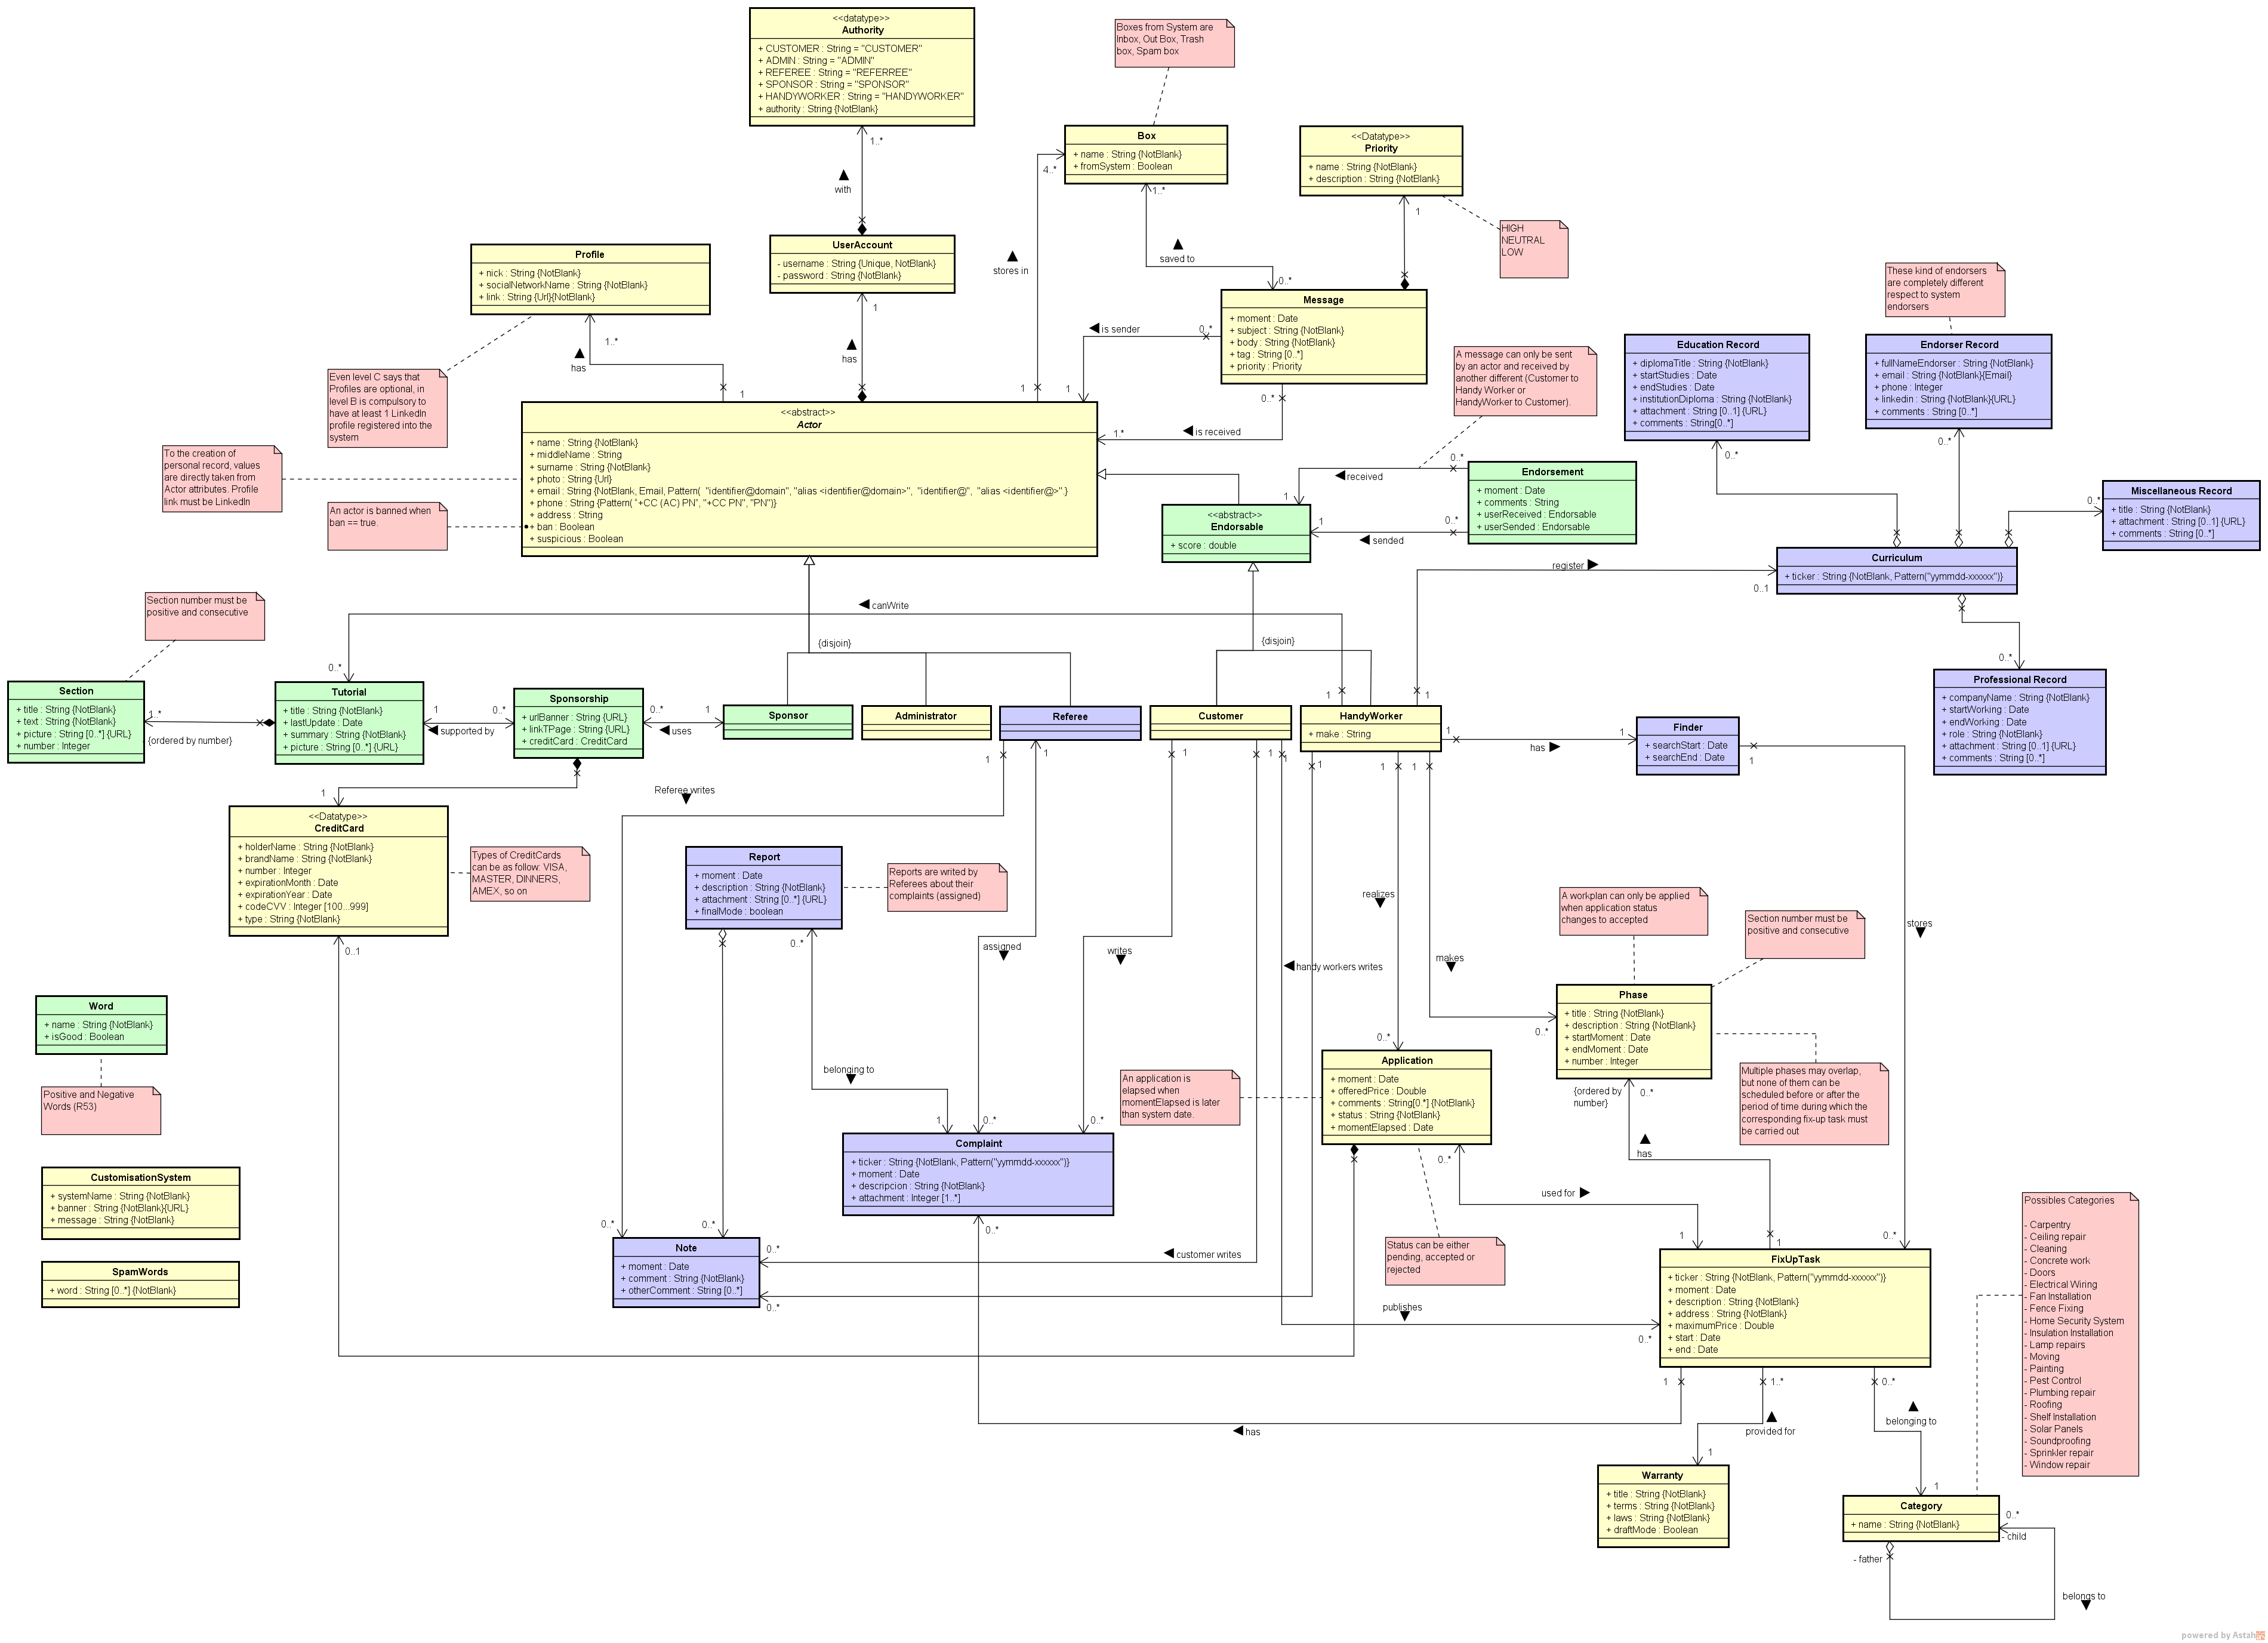 <<datatype>>
Authority
+ CUSTOMER : String = "CUSTOMER"
+ ADMIN : String = "ADMIN"
+ REFEREE : String = "REFERREE"
+ SPONSOR : String = "SPONSOR"
+ HANDYWORKER : String = "HANDYWORKER"
+ authority : String {NotBlank}
1..*
with
Boxes from System are
Inbox, Out Box, Trash
box, Spam box
Box
+ name : String {NotBlank}
+ fromSystem : Boolean
4..*
1..*
stores in
saved to
0..*
<<Datatype>>
Priority
+ name : String {NotBlank}
+ description : String {NotBlank}
1
HIGH
NEUTRAL
LOW
UserAccount
- username : String {Unique, NotBlank}
- password : String {NotBlank}
1
has
Profile
+ nick : String {NotBlank}
+ socialNetworkName : String {NotBlank}
+ link : String {Url}{NotBlank}
1..*
has
1
Even level C says that
Profiles are optional, in
level B is compulsory to
have at least 1 LinkedIn
profile registered into the
system
Message
+ moment : Date
+ subject : String {NotBlank}
+ body : String {NotBlank}
+ tag : String [0..*]
+ priority : Priority
is sender
0..*
1
1
0..*
is received
1.*
A message can only be sent
by an actor and received by
another different (Customer to
Handy Worker or
HandyWorker to Customer).
These kind of endorsers
are completely different
respect to system
endorsers
Education Record
+ diplomaTitle : String {NotBlank}
+ startStudies : Date
+ endStudies : Date
+ institutionDiploma : String {NotBlank}
+ attachment : String [0..1] {URL}
+ comments : String[0..*]
0..*
Endorser Record
+ fullNameEndorser : String {NotBlank}
+ email : String {NotBlank}{Email}
+ phone : Integer
+ linkedin : String {NotBlank}{URL}
+ comments : String [0..*]
0..*
Miscellaneous Record
+ title : String {NotBlank}
+ attachment : String [0..1] {URL}
+ comments : String [0..*]
0..*
<<abstract>>
Actor
+ name : String {NotBlank}
+ middleName : String
+ surname : String {NotBlank}
+ photo : String {Url}
+ email : String {NotBlank, Email, Pattern( "identifier@domain", "alias <identifier@domain>", "identifier@", "alias <identifier@>".}
+ phone : String {Pattern( "+CC (AC) PN", "+CC PN", "PN")}
+ address : String
+ ban : Boolean
+ suspicious : Boolean
To the creation of
personal record, values
are directly taken from
Actor attributes. Profile
link must be LinkedIn
An actor is banned when
ban == true.
<<abstract>>
Endorsable
+ score : double
Endorsement
+ moment : Date
+ comments : String
+ userReceived : Endorsable
+ userSended : Endorsable
received
0..*
1
sended
0..*
1
Curriculum
+ ticker : String {NotBlank, Pattern("yymmdd-xxxxxx")}
register
0..1
1
Professional Record
+ companyName : String {NotBlank}
+ startWorking : Date
+ endWorking : Date
+ role : String {NotBlank}
+ attachment : String [0..1] {URL}
+ comments : String [0..*]
0..*
canWrite
0..*
1
{disjoin}
{disjoin}
Section number must be
positive and consecutive
Section
+ title : String {NotBlank}
+ text : String {NotBlank}
+ picture : String [0..*] {URL}
+ number : Integer
1..*
{ordered by number}
Tutorial
+ title : String {NotBlank}
+ lastUpdate : Date
+ summary : String {NotBlank}
+ picture : String [0..*] {URL}
1
0..*
supported by
Sponsorship
+ urlBanner : String {URL}
+ linkTPage : String {URL}
+ creditCard : CreditCard
0..*
1
uses
Sponsor
Administrator
Referee
Customer
HandyWorker
+ make : String
1
has
1
Finder
+ searchStart : Date
+ searchEnd : Date
1
stores
0..*
1
<<Datatype>>
CreditCard
+ holderName : String {NotBlank}
+ brandName : String {NotBlank}
+ number : Integer
+ expirationMonth : Date
+ expirationYear : Date
+ codeCVV : Integer [100...999]
+ type : String {NotBlank}
0..1
Types of CreditCards
can be as follow: VISA,
MASTER, DINNERS,
AMEX, so on
Referee writes
1
1
1
1
1
1
1
1
Report
+ moment : Date
+ description : String {NotBlank}
+ attachment : String [0..*] {URL}
+ finalMode : boolean
0..*
Reports are writed by
Referees about their
complaints (assigned)
assigned
writes
handy workers writes
realizes
makes
belonging to
1
0..*
0..*
A workplan can only be applied
when application status
changes to accepted
Section number must be
positive and consecutive
Phase
+ title : String {NotBlank}
+ description : String {NotBlank}
+ startMoment : Date
+ endMoment : Date
+ number : Integer
0..*
{ordered by
number}
0..*
has
1
Multiple phases may overlap,
but none of them can be
scheduled before or after the
period of time during which the
corresponding fix-up task must
be carried out
Application
+ moment : Date
+ offeredPrice : Double
+ comments : String[0.*] {NotBlank}
+ status : String {NotBlank}
+ momentElapsed : Date
0..*
0..*
used for
1
An application is
elapsed when
momentElapsed is later
than system date.
Status can be either
pending, accepted or
rejected
Word
+ name : String {NotBlank}
+ isGood : Boolean
Positive and Negative
Words (R53)
CustomisationSystem
+ systemName : String {NotBlank}
+ banner : String {NotBlank}{URL}
+ message : String {NotBlank}
SpamWords
+ word : String [0..*] {NotBlank}
Complaint
+ ticker : String {NotBlank, Pattern("yymmdd-xxxxxx")}
+ moment : Date
+ descripcion : String {NotBlank}
+ attachment : Integer [1..*]
0..*
Note
+ moment : Date
+ comment : String {NotBlank}
+ otherComment : String [0..*]
0..*
0..*
0..*
0..*
customer writes
publishes
0..*
FixUpTask
+ ticker : String {NotBlank, Pattern("yymmdd-xxxxxx")}
+ moment : Date
+ description : String {NotBlank}
+ address : String {NotBlank}
+ maximumPrice : Double
+ start : Date
+ end : Date
1
1..*
0..*
has
provided for
1
belonging to
1
Possibles Categories
- Carpentry
- Ceiling repair
- Cleaning
- Concrete work
- Doors
- Electrical Wiring
- Fan Installation
- Fence Fixing
- Home Security System
- Insulation Installation
- Lamp repairs
- Moving
- Painting
- Pest Control
- Plumbing repair
- Roofing
- Shelf Installation
- Solar Panels
- Soundproofing
- Sprinkler repair
- Window repair
Warranty
+ title : String {NotBlank}
+ terms : String {NotBlank}
+ laws : String {NotBlank}
+ draftMode : Boolean
Category
+ name : String {NotBlank}
0..*
- child
- father
belongs to
powered by Astah